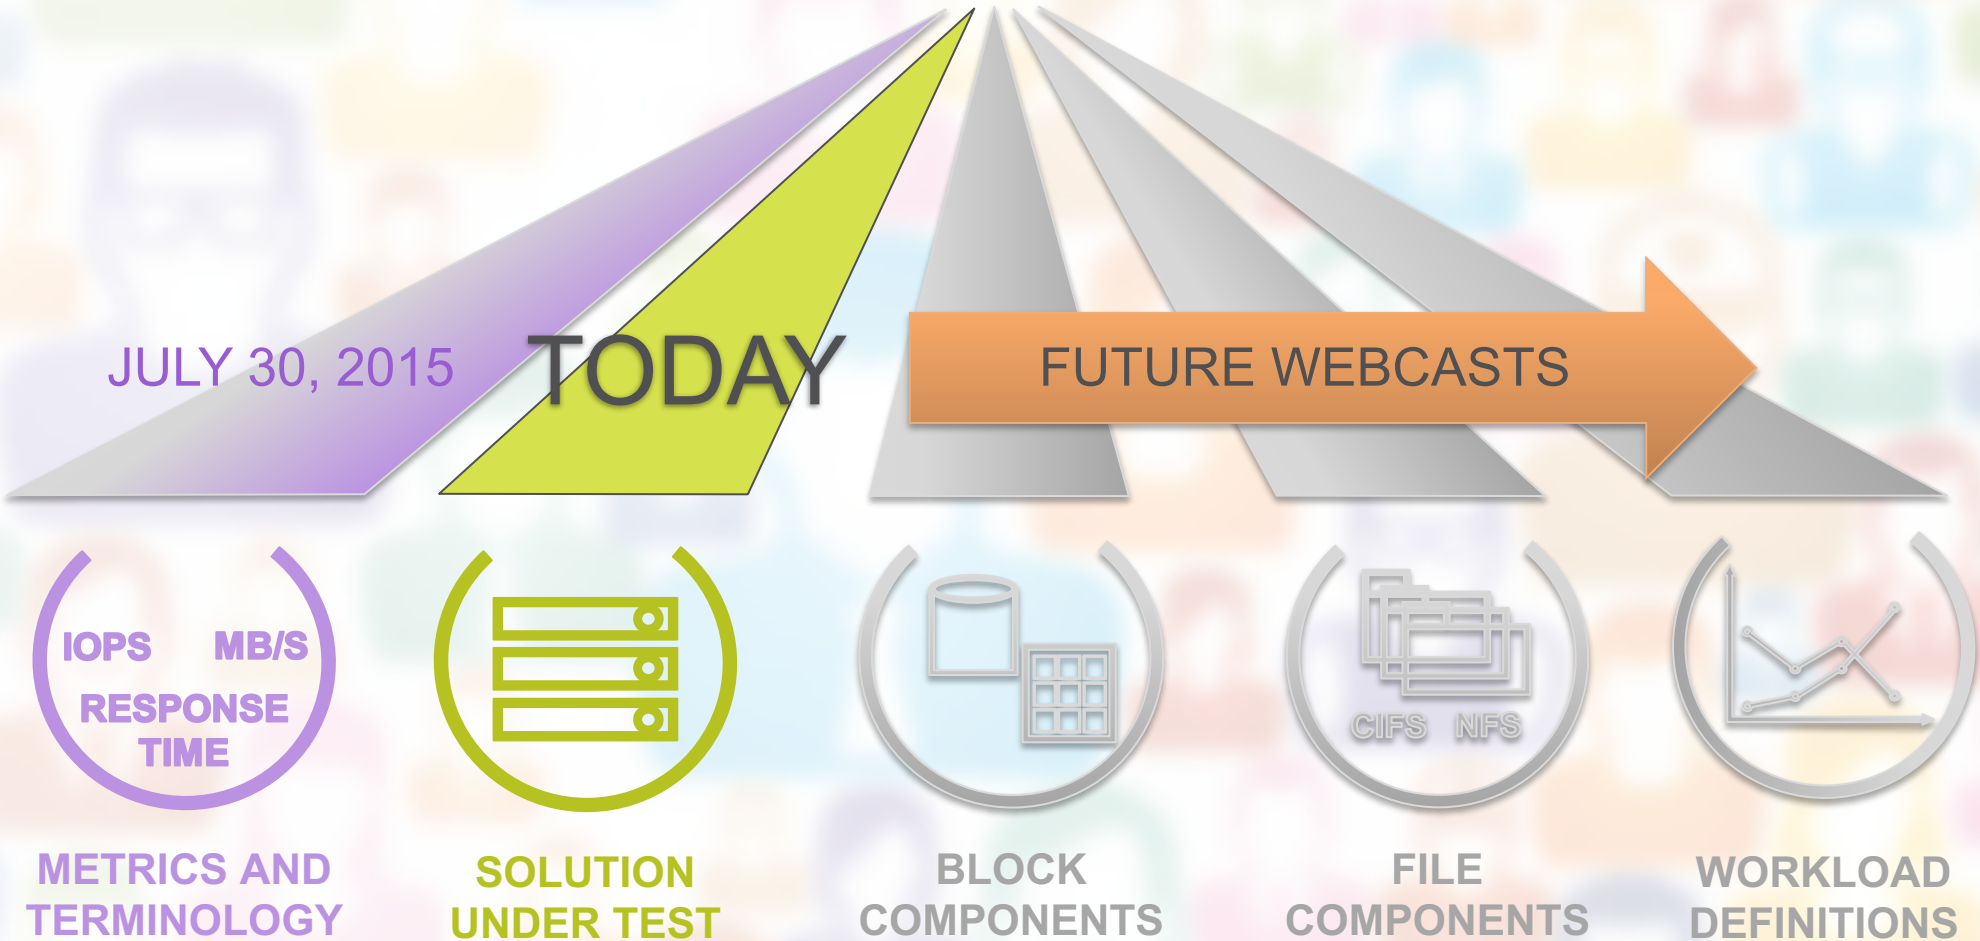 JULY 30, 2015
TODAY
FUTURE WEBCASTS
IOPS MB/S
RESPONSE
TIME
CIFS NFS
METRICS AND
TERMINOLOGY
SOLUTION
UNDER TEST
BLOCK
COMPONENTS
FILE
COMPONENTS
WORKLOAD
DEFINITIONS